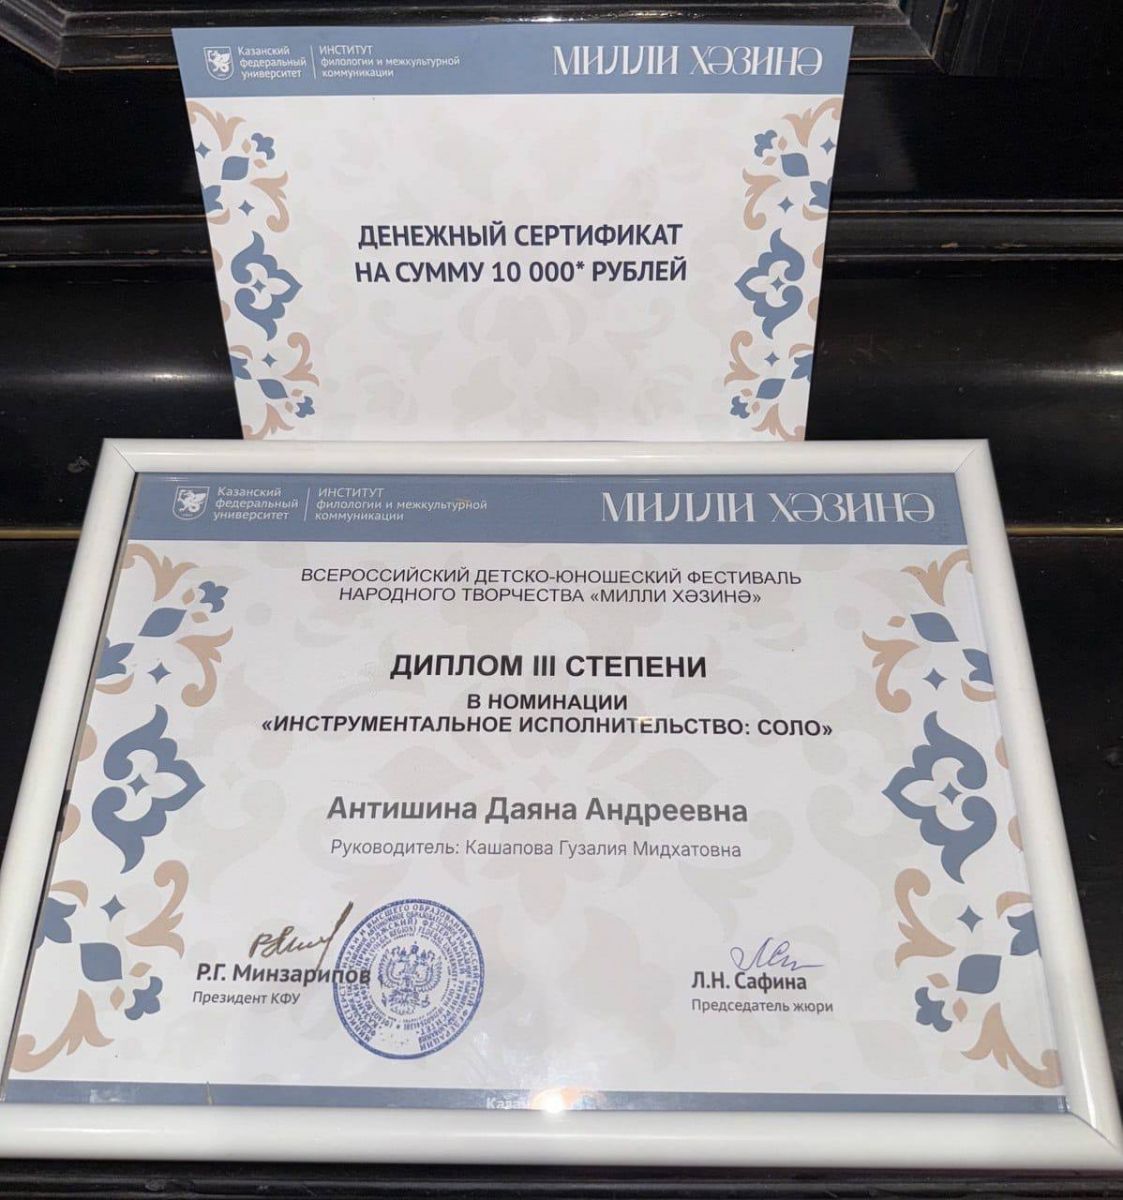 Казанский
федеральный
университет
ИНСТИТУТ
филологии и межкультурной
коммуникации
МИЛЛИ ХӘЗИНӘ
ДЕНЕЖНЫЙ СЕРТИФИКАТ
НА СУММУ 10 000* РУБЛЕЙ
Казанский
федеральный
университет
ИНСТИТУТ
филологии и межкультурной
коммуникации
МИЛЛИ ХӘЗИНӘ
ВСЕРОССИЙСКИЙ ДЕТСКО-ЮНОШЕСКИЙ ФЕСТИВАЛЬ
НАРОДНОГО ТВОРЧЕСТВА «МИЛЛИ ХӘЗИНӘ»
ДИПЛОМ III СТЕПЕНИ
В НОМИНАЦИИ
«ИНСТРУМЕНТАЛЬНОЕ ИСПОЛНИТЕЛЬСТВО: СОЛО»
Антишина Даяна Андреевна
Руководитель: Кашапова Гузалия Мидхатовна
Р.Г. Минзарипов
Президент КФУ
Л.Н. Сафина
Председатель жюри